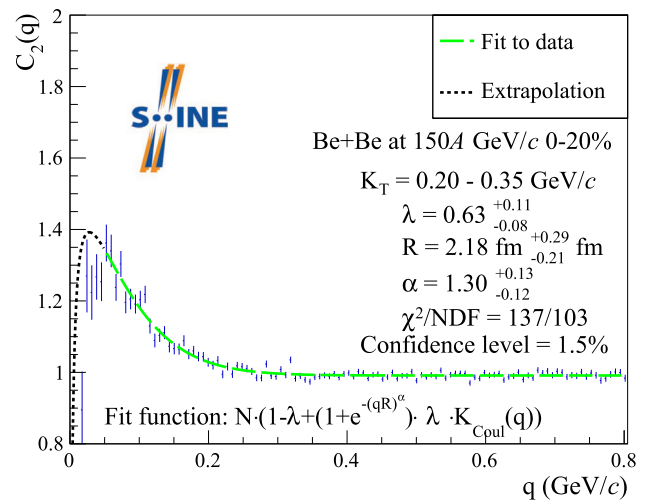 C₂(q)
2
1.8
1.6
1.4
1.2
1
0.8
S••INE
Fit to data
Extrapolation
Be+Be at 150A GeV/c 0-20%
K_T = 0.20 - 0.35 GeV/c
λ = 0.63 +0.11 -0.08
R = 2.18 fm +0.29 -0.21 fm
α = 1.30 +0.13 -0.12
χ²/NDF = 137/103
Confidence level = 1.5%
Fit function: N·(1-λ+(1+e^-(qR)^α)· λ ·K_Coul(q))
0 0.2 0.4 0.6 0.8
q (GeV/c)